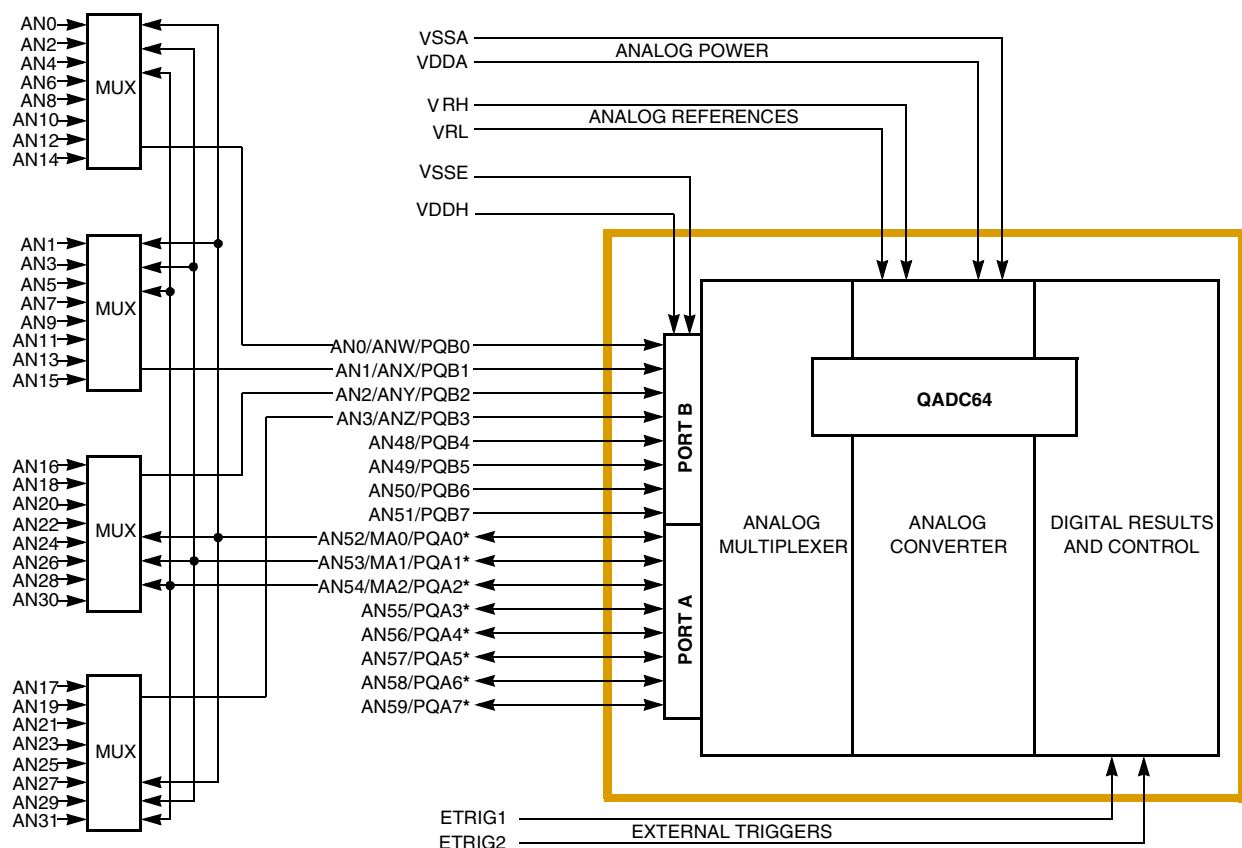 AN0
AN2
AN4
AN6
AN8
AN10
AN12
AN14
MUX
AN1
AN3
AN5
AN7
AN9
AN11
AN13
AN15
MUX
AN16
AN18
AN20
AN22
AN24
AN26
AN28
AN30
MUX
AN17
AN19
AN21
AN23
AN25
AN27
AN29
AN31
MUX
VSSA
VDDA
ANALOG POWER
VRH
VRL
ANALOG REFERENCES
VSSE
VDDH
AN0/ANW/PQB0
AN1/ANX/PQB1
AN2/ANY/PQB2
AN3/ANZ/PQB3
AN48/PQB4
AN49/PQB5
AN50/PQB6
AN51/PQB7
AN52/MA0/PQA0*
AN53/MA1/PQA1*
AN54/MA2/PQA2*
AN55/PQA3*
AN56/PQA4*
AN57/PQA5*
AN58/PQA6*
AN59/PQA7*
PORT B
PORT A
QADC64
ANALOG
MULTIPLEXER
ANALOG
CONVERTER
DIGITAL RESULTS
AND CONTROL
ETRIG1
ETRIG2
EXTERNAL TRIGGERS